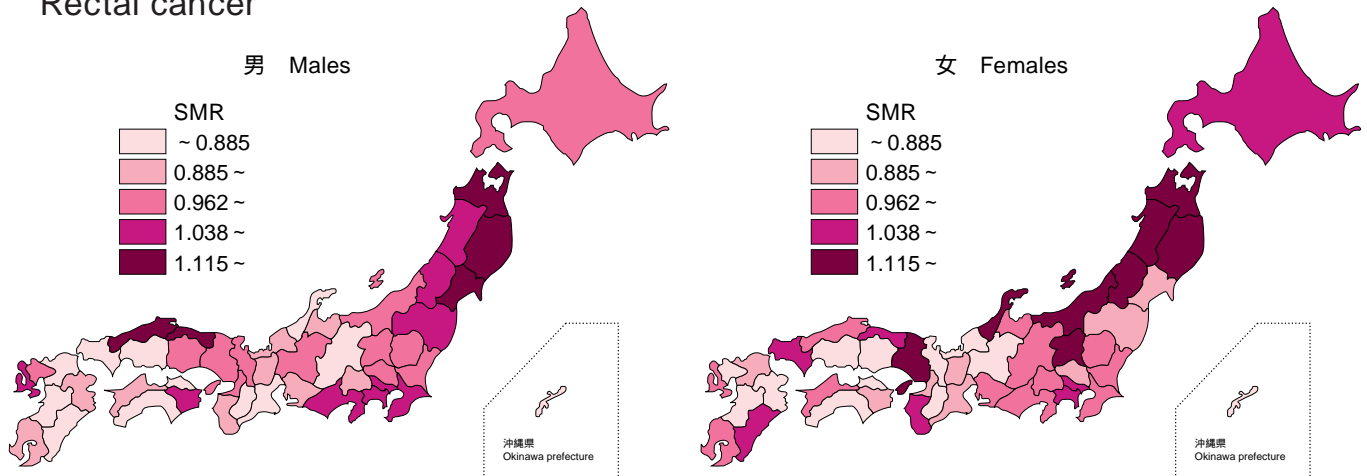 Rectal cancer
男 Males
SMR
~ 0.885
0.885 ~
0.962 ~
1.038 ~
1.115 ~
沖縄県
Okinawa prefecture
女 Females
SMR
~ 0.885
0.885 ~
0.962 ~
1.038 ~
1.115 ~
沖縄県
Okinawa prefecture